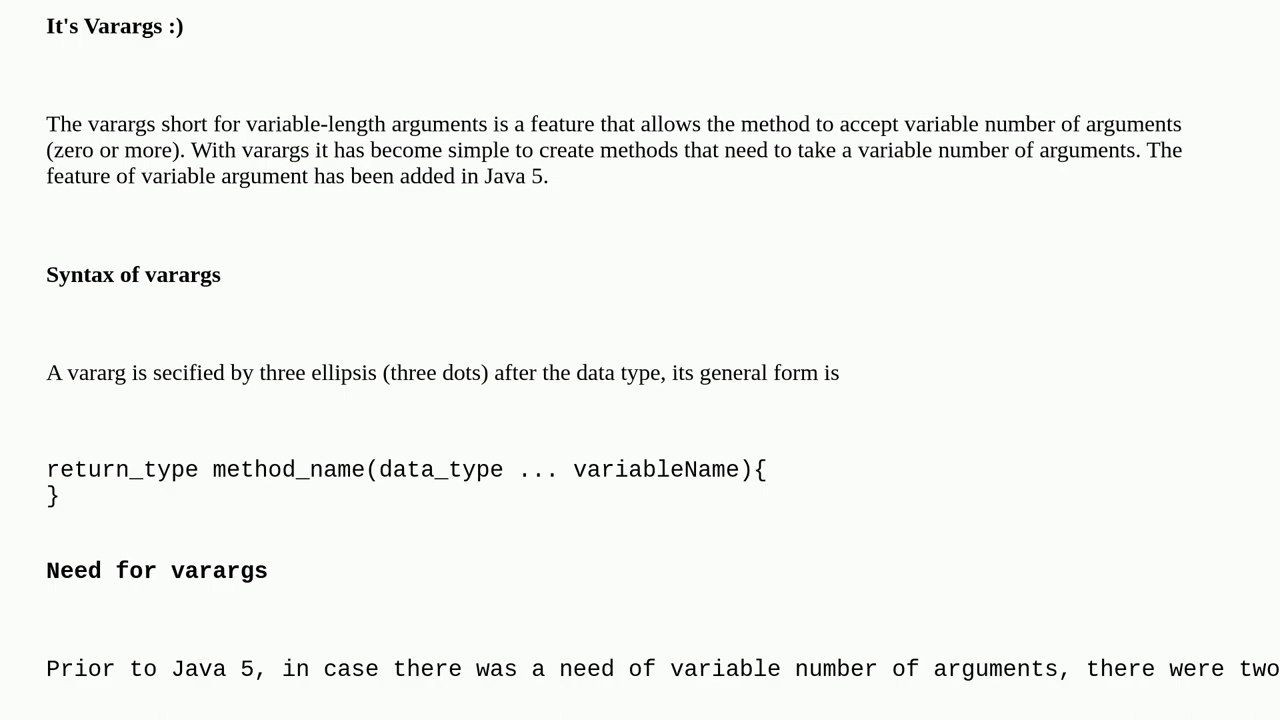 It's Varargs :)
The varargs short for variable-length arguments is a feature that allows the method to accept variable number of arguments
(zero or more). With varargs it has become simple to create methods that need to take a variable number of arguments. The
feature of variable argument has been added in Java 5.
Syntax of varargs
A vararg is secified by three ellipsis (three dots) after the data type, its general form is
return_type method_name(data_type ... variableName){
}
Need for varargs
Prior to Java 5, in case there was a need of variable number of arguments, there were two